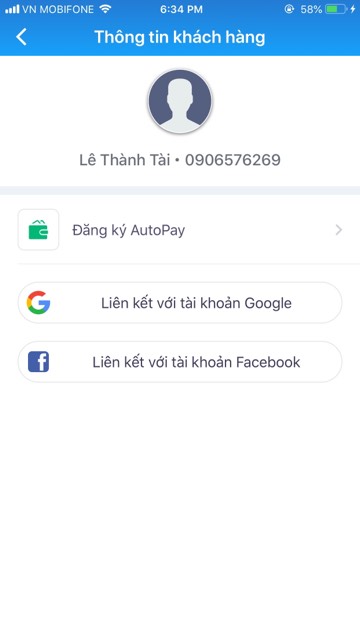 VN MOBIFONE 6:34 PM 58%
Thông tin khách hàng
Lê Thành Tài • 0906576269
Đăng ký AutoPay
Liên kết với tài khoản Google
Liên kết với tài khoản Facebook